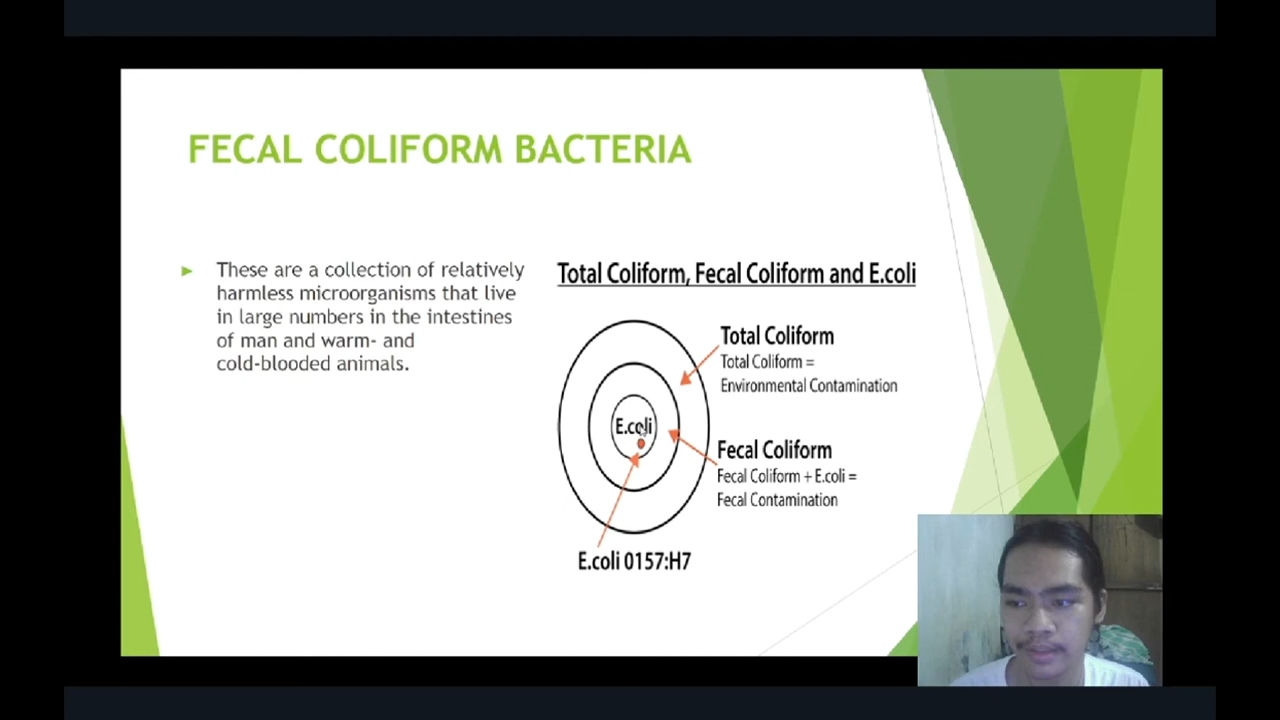 FECAL COLIFORM BACTERIA
These are a collection of relatively
harmless microorganisms that live
in large numbers in the intestines
of man and warm- and
cold-blooded animals.
Total Coliform, Fecal Coliform and E.coli
Total Coliform
Total Coliform =
Environmental Contamination
E.coli
Fecal Coliform
Fecal Coliform + E.coli =
Fecal Contamination
E.coli 0157:H7